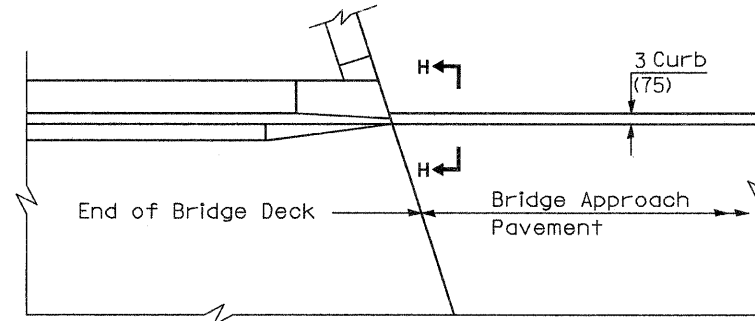 H
3 Curb
(75)
H
End of Bridge Deck
Bridge Approach
Pavement